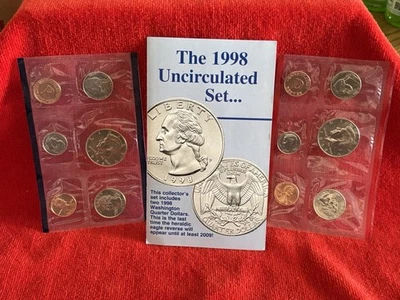 The 1998
Uncirculated
Set...
LIBERTY
1998
This collector's
set includes
two 1998
Washington
Quarter Dollars.
This is the last
time the heraldic
eagle reverse will
appear until at least 2009!